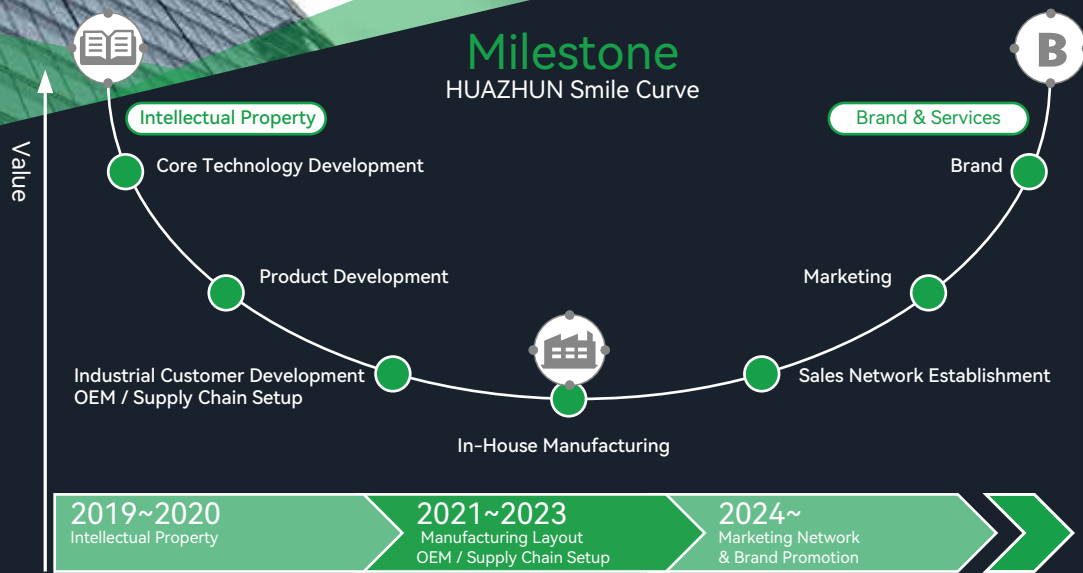 Milestone
HUAZHUN Smile Curve
B
Value
Intellectual Property
Brand & Services
Core Technology Development
Brand
Product Development
Marketing
Industrial Customer Development
OEM / Supply Chain Setup
Sales Network Establishment
In-House Manufacturing
2019~2020
Intellectual Property
2021~2023
Manufacturing Layout
OEM / Supply Chain Setup
2024~
Marketing Network
& Brand Promotion